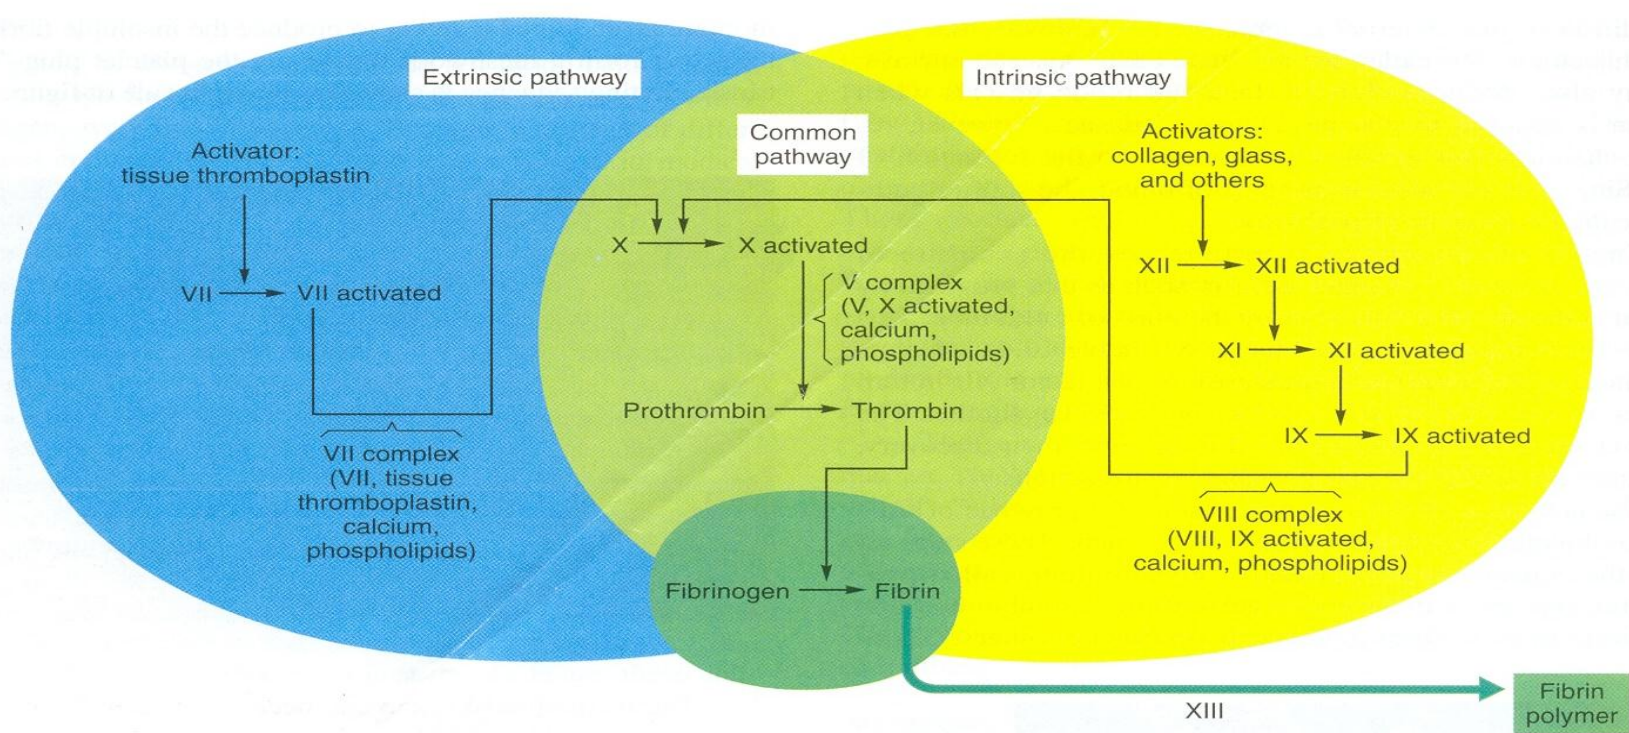 Extrinsic pathway
Intrinsic pathway
Common
pathway
Activator:
tissue thromboplastin
VII
VII activated
VII complex
(VII, tissue
thromboplastin,
calcium,
phospholipids)
X
X activated
V complex
(V, X activated,
calcium,
phospholipids)
Prothrombin
Thrombin
Fibrinogen
Fibrin
Activators:
collagen, glass,
and others
XII
XII activated
XI
XI activated
IX
IX activated
VIII complex
(VIII, IX activated,
calcium, phospholipids)
XIII
Fibrin
polymer